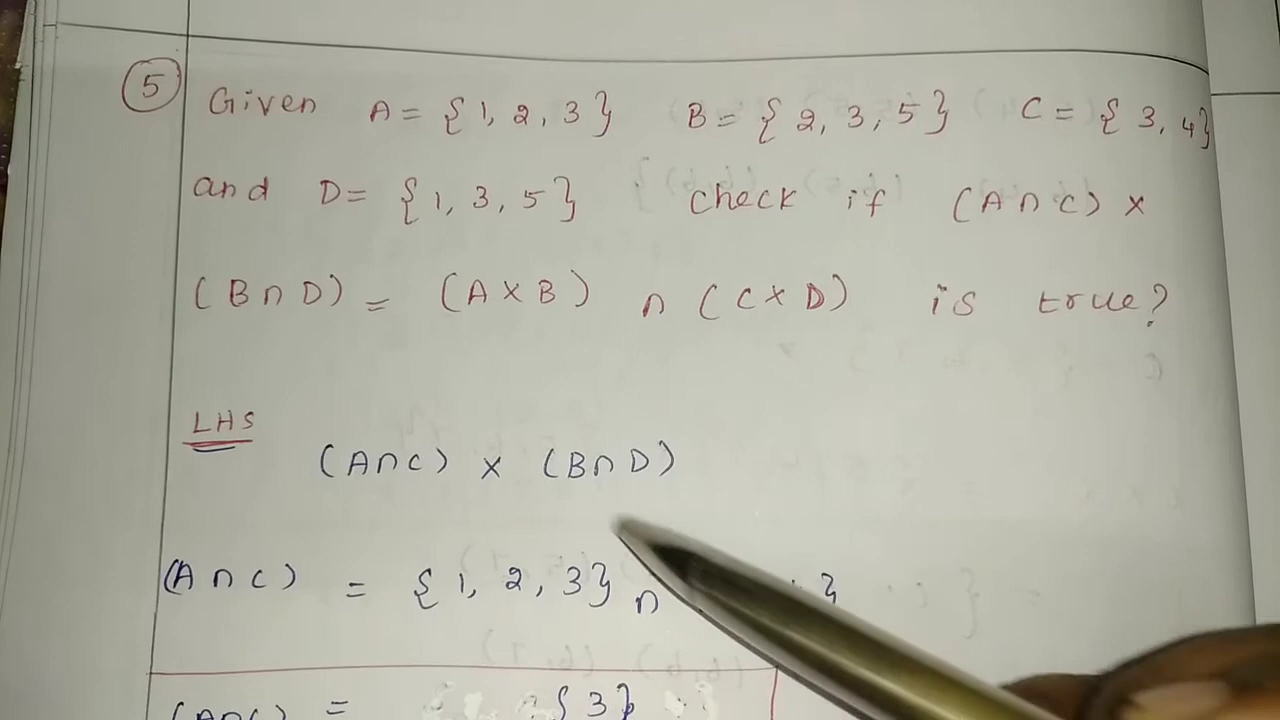 5 Given A = {1, 2, 3} B = {2, 3, 5} C = {3, 4}
and D = {1, 3, 5} check if (A ∩ C) ×
(B ∩ D) = (A × B) ∩ (C × D) is true?
LHS
(A∩C) × (B∩D)
(A ∩ C) = {1, 2, 3} ∩ }
(A∩C) = {3}